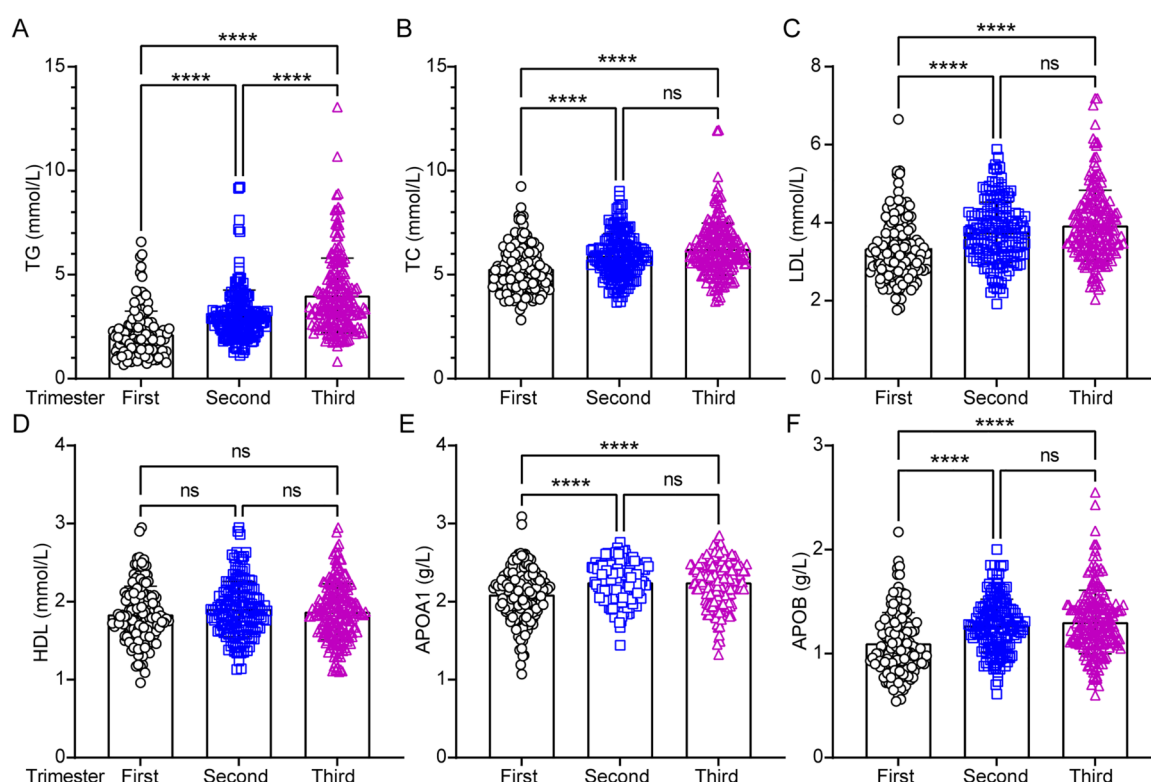 A
TG (mmol/L)
15
10
5
0
****
****
****
Trimester First Second Third
B
TC (mmol/L)
15
10
5
0
****
****
ns
First Second Third
C
LDL (mmol/L)
8
6
4
2
0
****
****
ns
First Second Third
D
HDL (mmol/L)
4
3
2
1
0
ns
ns
ns
Trimester First Second Third
E
APOA1 (g/L)
4
3
2
1
0
****
****
ns
First Second Third
F
APOB (g/L)
3
2
1
0
****
****
ns
First Second Third